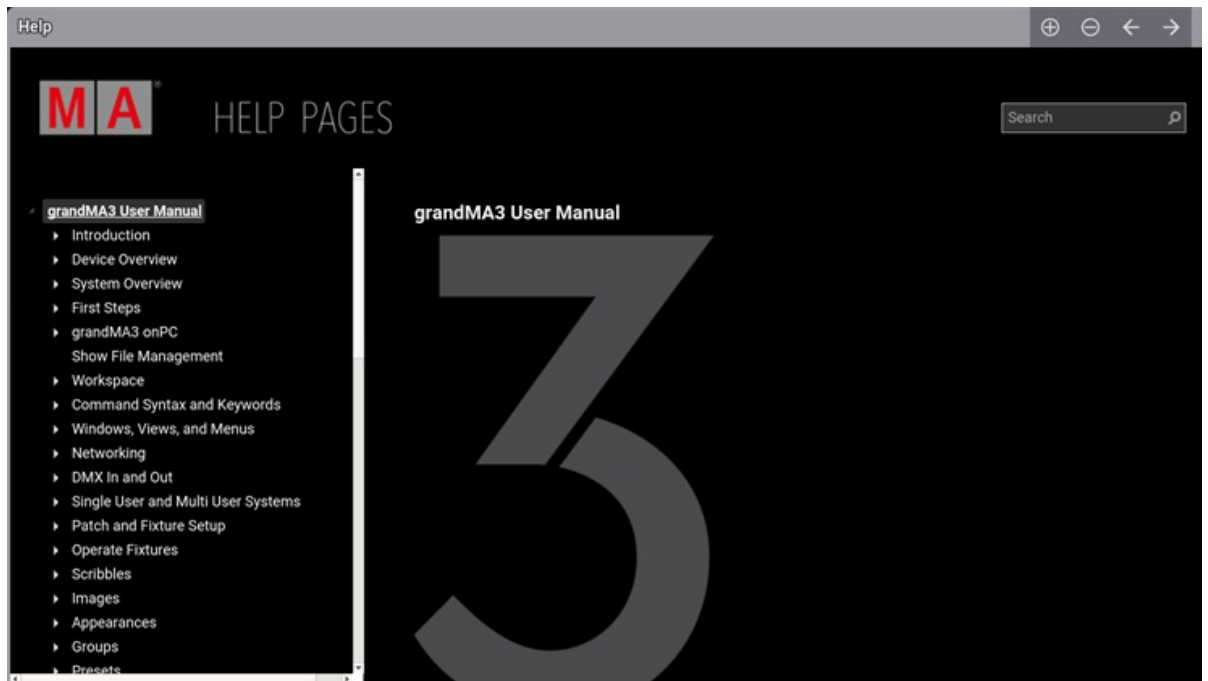 Help
MA®
HELP PAGES
Search
grandMA3 User Manual
Introduction
Device Overview
System Overview
First Steps
grandMA3 onPC
Show File Management
Workspace
Command Syntax and Keywords
Windows, Views, and Menus
Networking
DMX In and Out
Single User and Multi User Systems
Patch and Fixture Setup
Operate Fixtures
Scribbles
Images
Appearances
Groups
Presets
grandMA3 User Manual
3